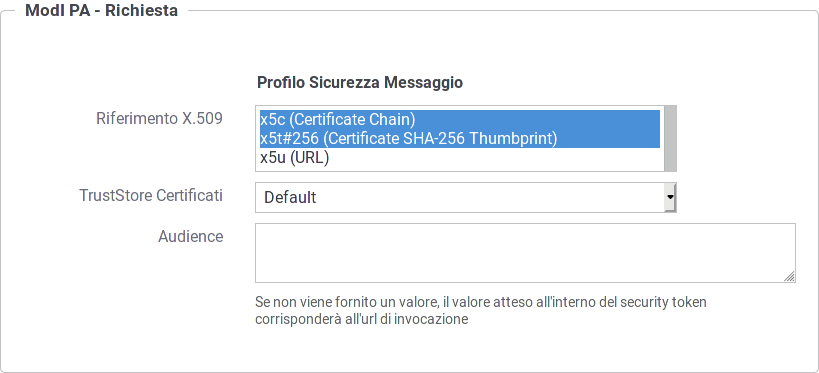 ModI PA - Richiesta
Profilo Sicurezza Messaggio
Riferimento X.509
x5c (Certificate Chain)
x5t#256 (Certificate SHA-256 Thumbprint)
x5u (URL)
TrustStore Certificati
Default
Audience
Se non viene fornito un valore, il valore atteso all'interno del security token
corrisponderà all'url di invocazione